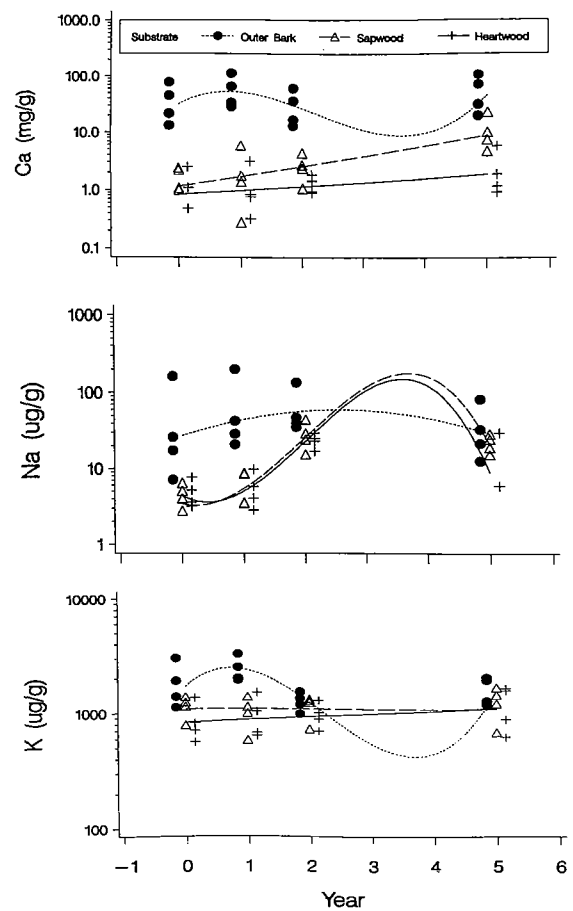 Substrate Outer Bark Sapwood Heartwood
Ca (mg/g)
1000.0
100.0
10.0
1.0
0.1
Na (ug/g)
1000
100
10
1
K (ug/g)
10000
1000
100
−1 0 1 2 3 4 5 6
Year